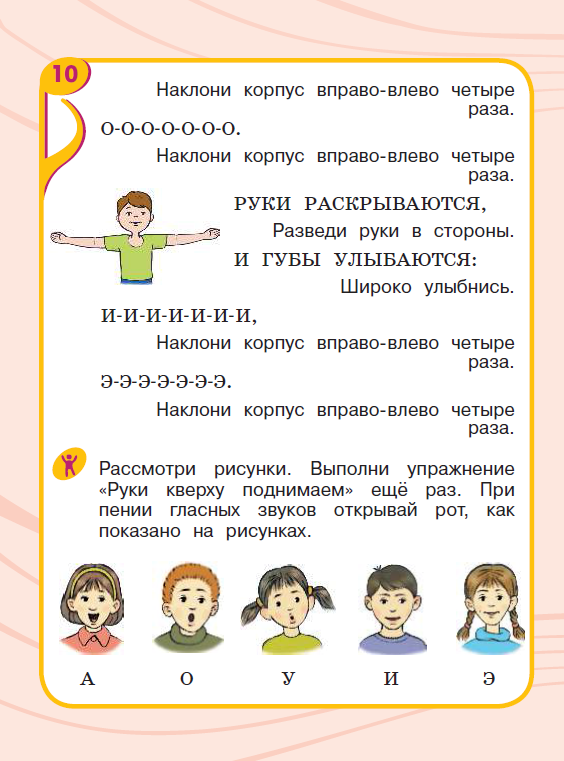 10
Наклони корпус вправо-влево четыре
раза.
О-О-О-О-О-О-О.
Наклони корпус вправо-влево четыре
раза.
РУКИ РАСКРЫВАЮТСЯ,
Разведи руки в стороны.
И ГУБЫ УЛЫБАЮТСЯ:
Широко улыбнись.
И-И-И-И-И-И-И,
Наклони корпус вправо-влево четыре
раза.
Э-Э-Э-Э-Э-Э-Э.
Наклони корпус вправо-влево четыре
раза.
Рассмотри рисунки. Выполни упражнение
«Руки кверху поднимаем» ещё раз. При
пении гласных звуков открывай рот, как
показано на рисунках.
А О У И Э